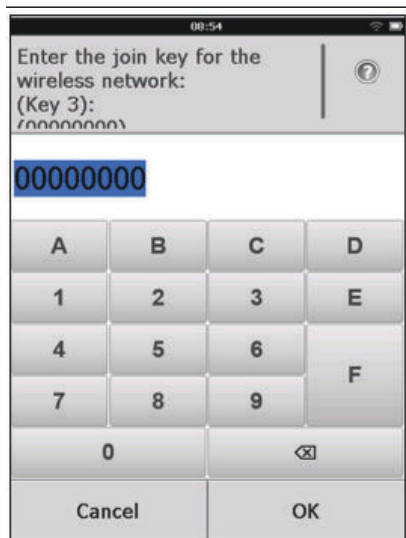 08:54
Enter the join key for the
wireless network:
(Key 3):
(00000000)
00000000
A B C D
1 2 3 E
4 5 6
F
7 8 9
0
Cancel OK